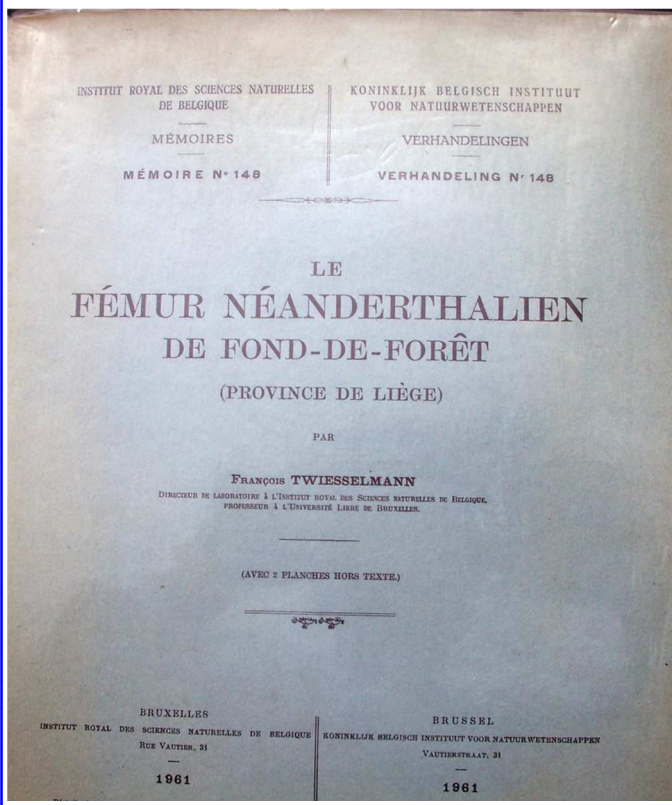 INSTITUT ROYAL DES SCIENCES NATURELLES
DE BELGIQUE
MÉMOIRES
MÉMOIRE N° 148
KONINKLIJK BELGISCH INSTITUUT
VOOR NATUURWETENSCHAPPEN
VERHANDELINGEN
VERHANDELING Nr 148
LE
FÉMUR NÉANDERTHALIEN
DE FOND-DE-FORÊT
(PROVINCE DE LIÈGE)
PAR
François TWIESSELMANN
Directeur de laboratoire à l'Institut royal des Sciences naturelles de Belgique,
professeur à l'Université Libre de Bruxelles.
(AVEC 2 PLANCHES HORS TEXTE.)
BRUXELLES
INSTITUT ROYAL DES SCIENCES NATURELLES DE BELGIQUE
Rue Vautier, 31
1961
BRUSSEL
KONINKLIJK BELGISCH INSTITUUT VOOR NATUURWETENSCHAPPEN
Vautierstraat, 31
1961